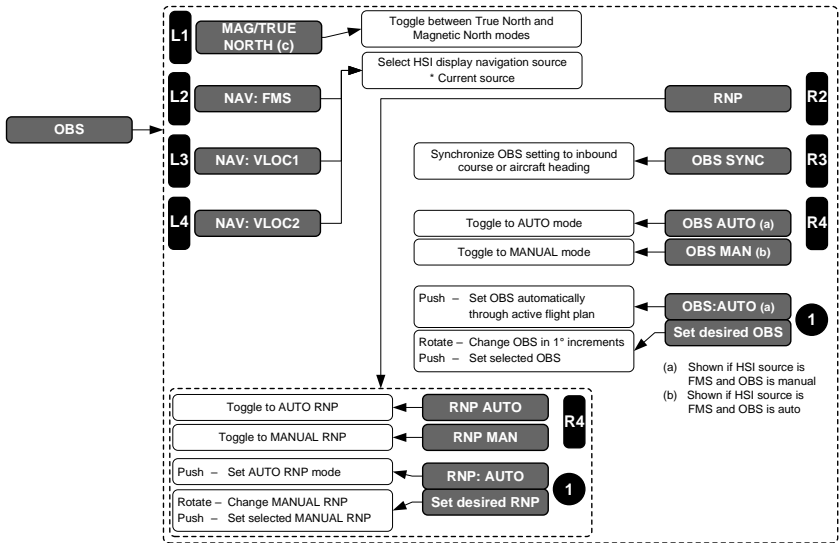 OBS
L1
MAG/TRUE
NORTH (c)
Toggle between True North and
Magnetic North modes
Select HSI display navigation source
* Current source
L2
NAV: FMS
L3
NAV: VLOC1
L4
NAV: VLOC2
RNP
R2
Synchronize OBS setting to inbound
course or aircraft heading
OBS SYNC
R3
Toggle to AUTO mode
OBS AUTO (a)
R4
Toggle to MANUAL mode
OBS MAN (b)
Push – Set OBS automatically
through active flight plan
OBS:AUTO (a)
1
Rotate – Change OBS in 1° increments
Push – Set selected OBS
Set desired OBS
(a) Shown if HSI source is
FMS and OBS is manual
(b) Shown if HSI source is
FMS and OBS is auto
Toggle to AUTO RNP
RNP AUTO
R4
Toggle to MANUAL RNP
RNP MAN
Push – Set AUTO RNP mode
RNP: AUTO
1
Rotate – Change MANUAL RNP
Push – Set selected MANUAL RNP
Set desired RNP